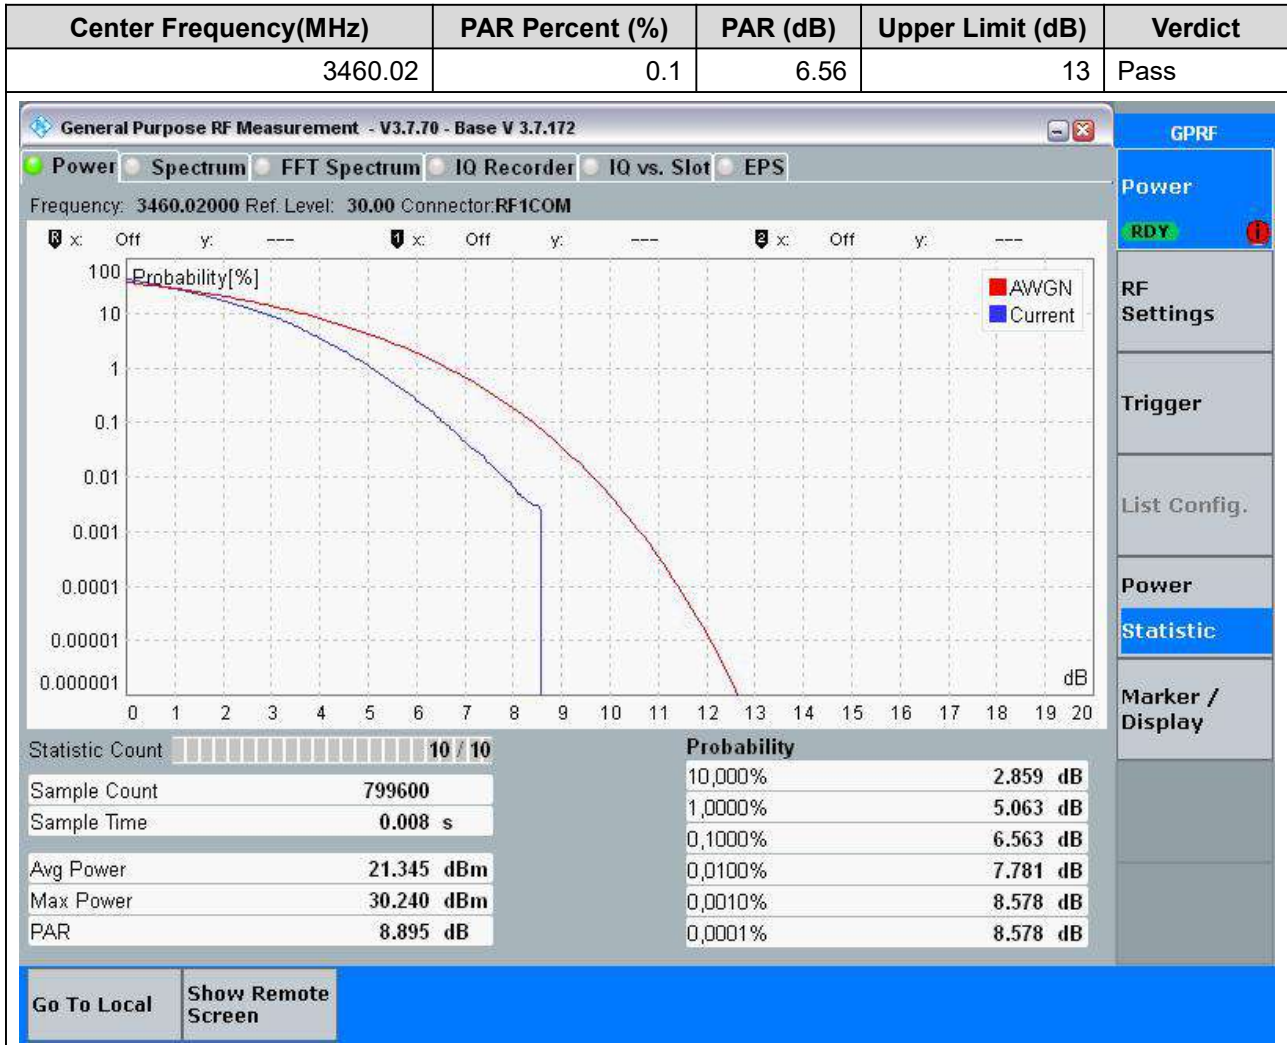 Center Frequency(MHz) PAR Percent (%) PAR (dB) Upper Limit (dB) Verdict
3460.02 0.1 6.56 13 Pass
General Purpose RF Measurement - V3.7.70 - Base V 3.7.172
GPRF
Power Spectrum FFT Spectrum IQ Recorder IQ vs. Slot EPS
Frequency: 3460.02000 Ref. Level: 30.00 Connector:RF1COM
R x: Off y: --- 1 x: Off y: --- 2 x: Off y: ---
Probability[%]
100
10
1
0.1
0.01
0.001
0.0001
0.00001
0.000001
AWGN
Current
dB
0 1 2 3 4 5 6 7 8 9 10 11 12 13 14 15 16 17 18 19 20
Statistic Count 10 / 10
Sample Count 799600
Sample Time 0.008 s
Avg Power 21.345 dBm
Max Power 30.240 dBm
PAR 8.895 dB
Probability
10,000% 2.859 dB
1,0000% 5.063 dB
0,1000% 6.563 dB
0,0100% 7.781 dB
0,0010% 8.578 dB
0,0001% 8.578 dB
Power
RDY
RF
Settings
Trigger
List Config.
Power
Statistic
Marker /
Display
Go To Local
Show Remote
Screen